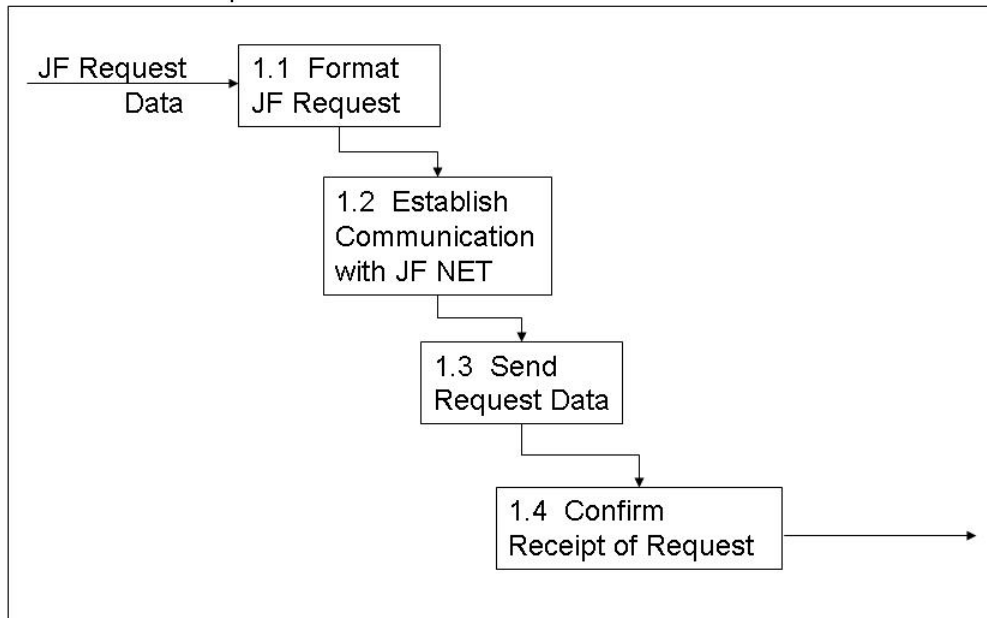 JF Request
Data
1.1 Format
JF Request
1.2 Establish
Communication
with JF NET
1.3 Send
Request Data
1.4 Confirm
Receipt of Request